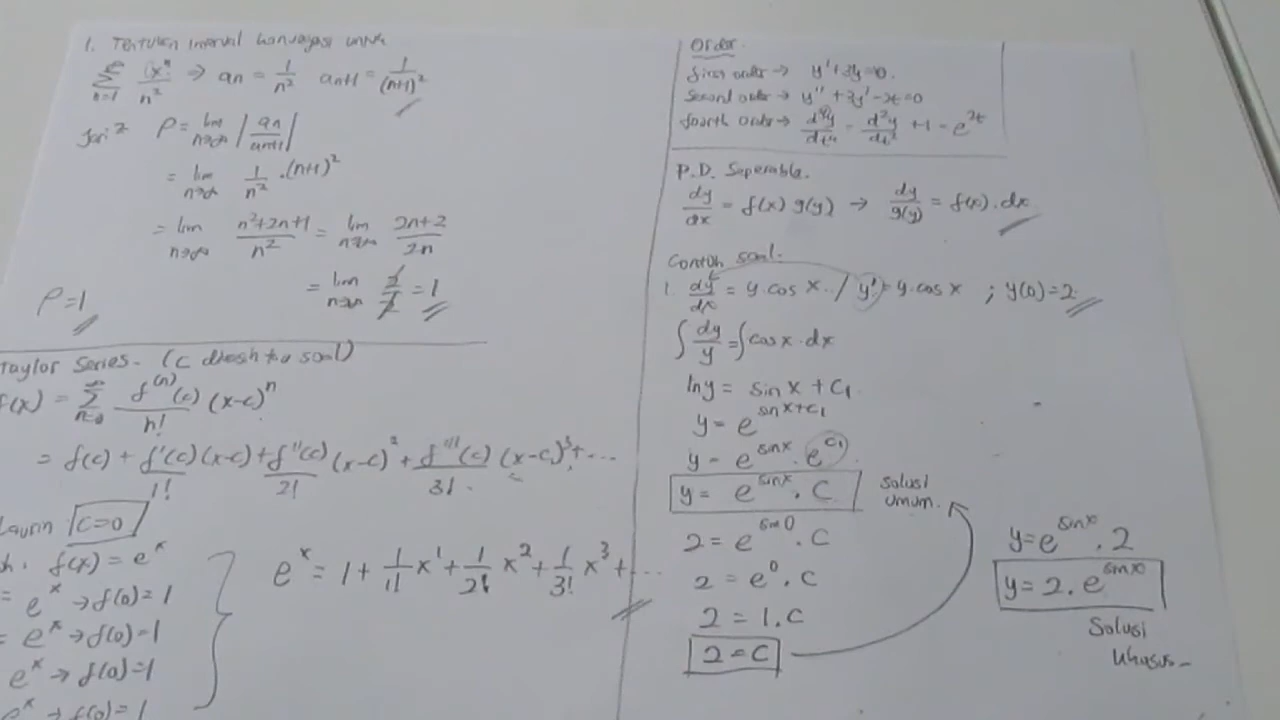 1. Tentukan interval konvergensi untuk
∞ Σ n=1 x^n/n² → an = 1/n² an+1 = 1/(n+1)²
Jari²
ρ = lim n→∞ |an/an+1|
= lim n→∞ 1/n² . (n+1)²
= lim n→∞ n²+2n+1/n² = lim n→∞ 2n+2/2n
= lim n→∞ 2/2 = 1
ρ = 1
Taylor Series. (C
f(x) = ∞ Σ n=0 f^(n)(c)/n! (x-c)^n
= f(c) + f'(c)/1! (x-c) + f''(c)/2! (x-c)² + f'''(c)/3! (x-c)³ + ...
Laurin C=0
f(x) = e^x
= e^x → f(0) = 1
= e^x → f(0) = 1
e^x → f(0) = 1
e^x → f(0) = 1
e^x = 1 + 1/1! x¹ + 1/2! x² + 1/3! x³ + ...
Order.
first order → y' + 3y = 0.
second order → y'' + 3y' - 2t = 0
fourth order → d⁴y/dt⁴ - d²y/dt² + 1 - e^2t
P.D. Seperable.
dy/dx = f(x) g(y) → dy/g(y) = f(x).dx
Contoh soal.
1. dy/dx = y.cos x.. / y' = y.cos x ; y(0) = 2
∫ dy/y = ∫ cos x . dx
ln y = sin x + C₁
y = e^sin x + C₁
y = e^sin x . e^C₁
y = e^sin x . C
solusi
umum.
2 = e^sin 0 . C
2 = e^0 . C
2 = 1 . C
2 = C
y = e^sin x . 2
y = 2 . e^sin x
Solusi
khusus